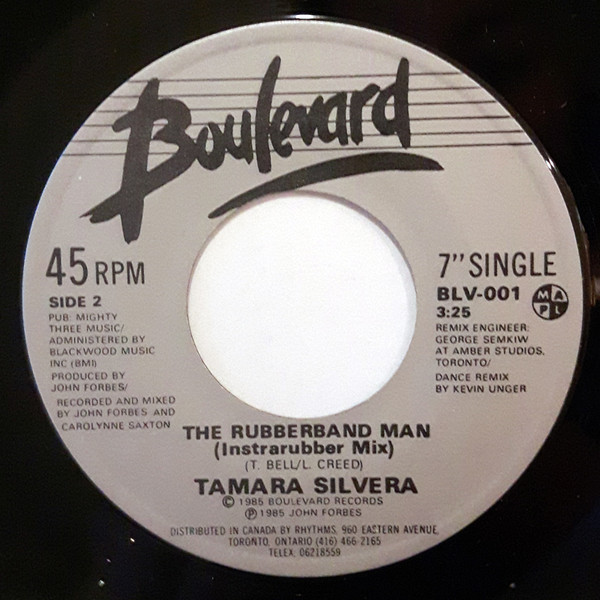 Boulevard
45 RPM
SIDE 2
PUB: MIGHTY
THREE MUSIC/
ADMINISTERED BY
BLACKWOOD MUSIC
INC (BMI)
PRODUCED BY
JOHN FORBES/
RECORDED AND MIXED
BY JOHN FORBES AND
CAROLYNNE SAXTON
7" SINGLE
BLV-001
MAPL
3:25
REMIX ENGINEER:
GEORGE SEMKIW
AT AMBER STUDIOS,
TORONTO/
DANCE REMIX
BY KEVIN UNGER
THE RUBBERBAND MAN
(Instrarubber Mix)
(T. BELL/L. CREED)
TAMARA SILVERA
© 1985 BOULEVARD RECORDS
℗ 1985 JOHN FORBES
DISTRIBUTED IN CANADA BY RHYTHMS, 960 EASTERN AVENUE,
TORONTO, ONTARIO (416) 466-2165
TELEX: 06218559